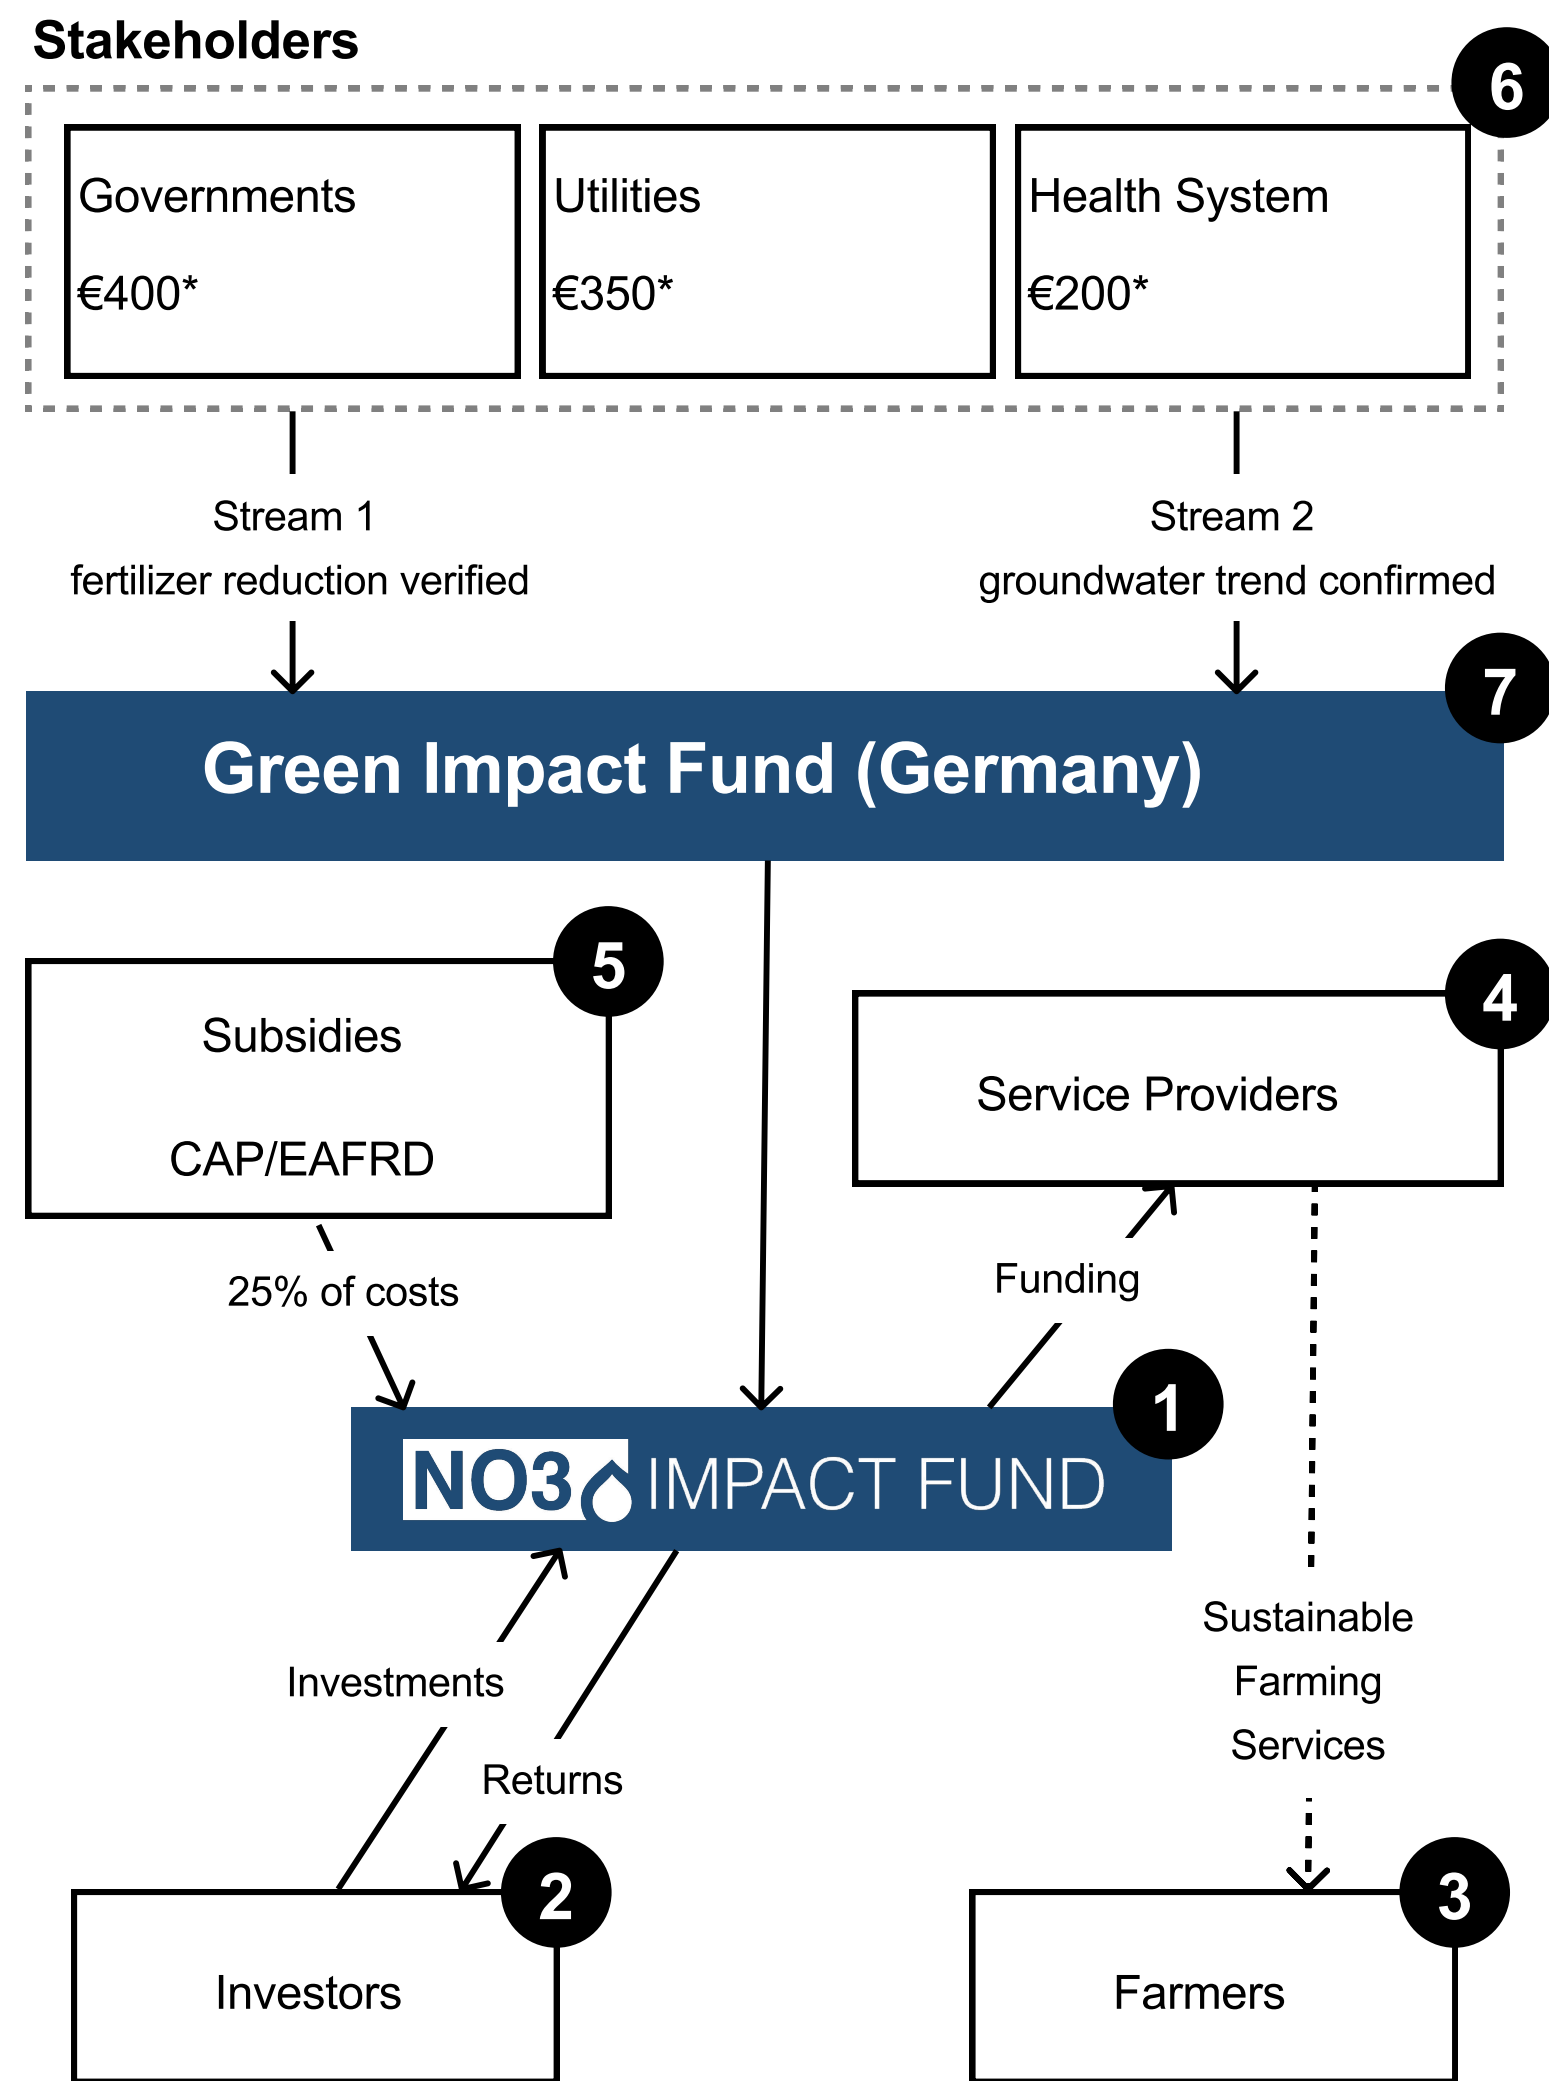 Stakeholders
6
Governments
€400*
Utilities
€350*
Health System
€200*
Stream 1
fertilizer reduction verified
Stream 2
groundwater trend confirmed
7
Green Impact Fund (Germany)
5
Subsidies
CAP/EAFRD
4
Service Providers
25% of costs
Funding
1
NO3 IMPACT FUND
Sustainable
Farming
Services
Investments
Returns
2
Investors
3
Farmers